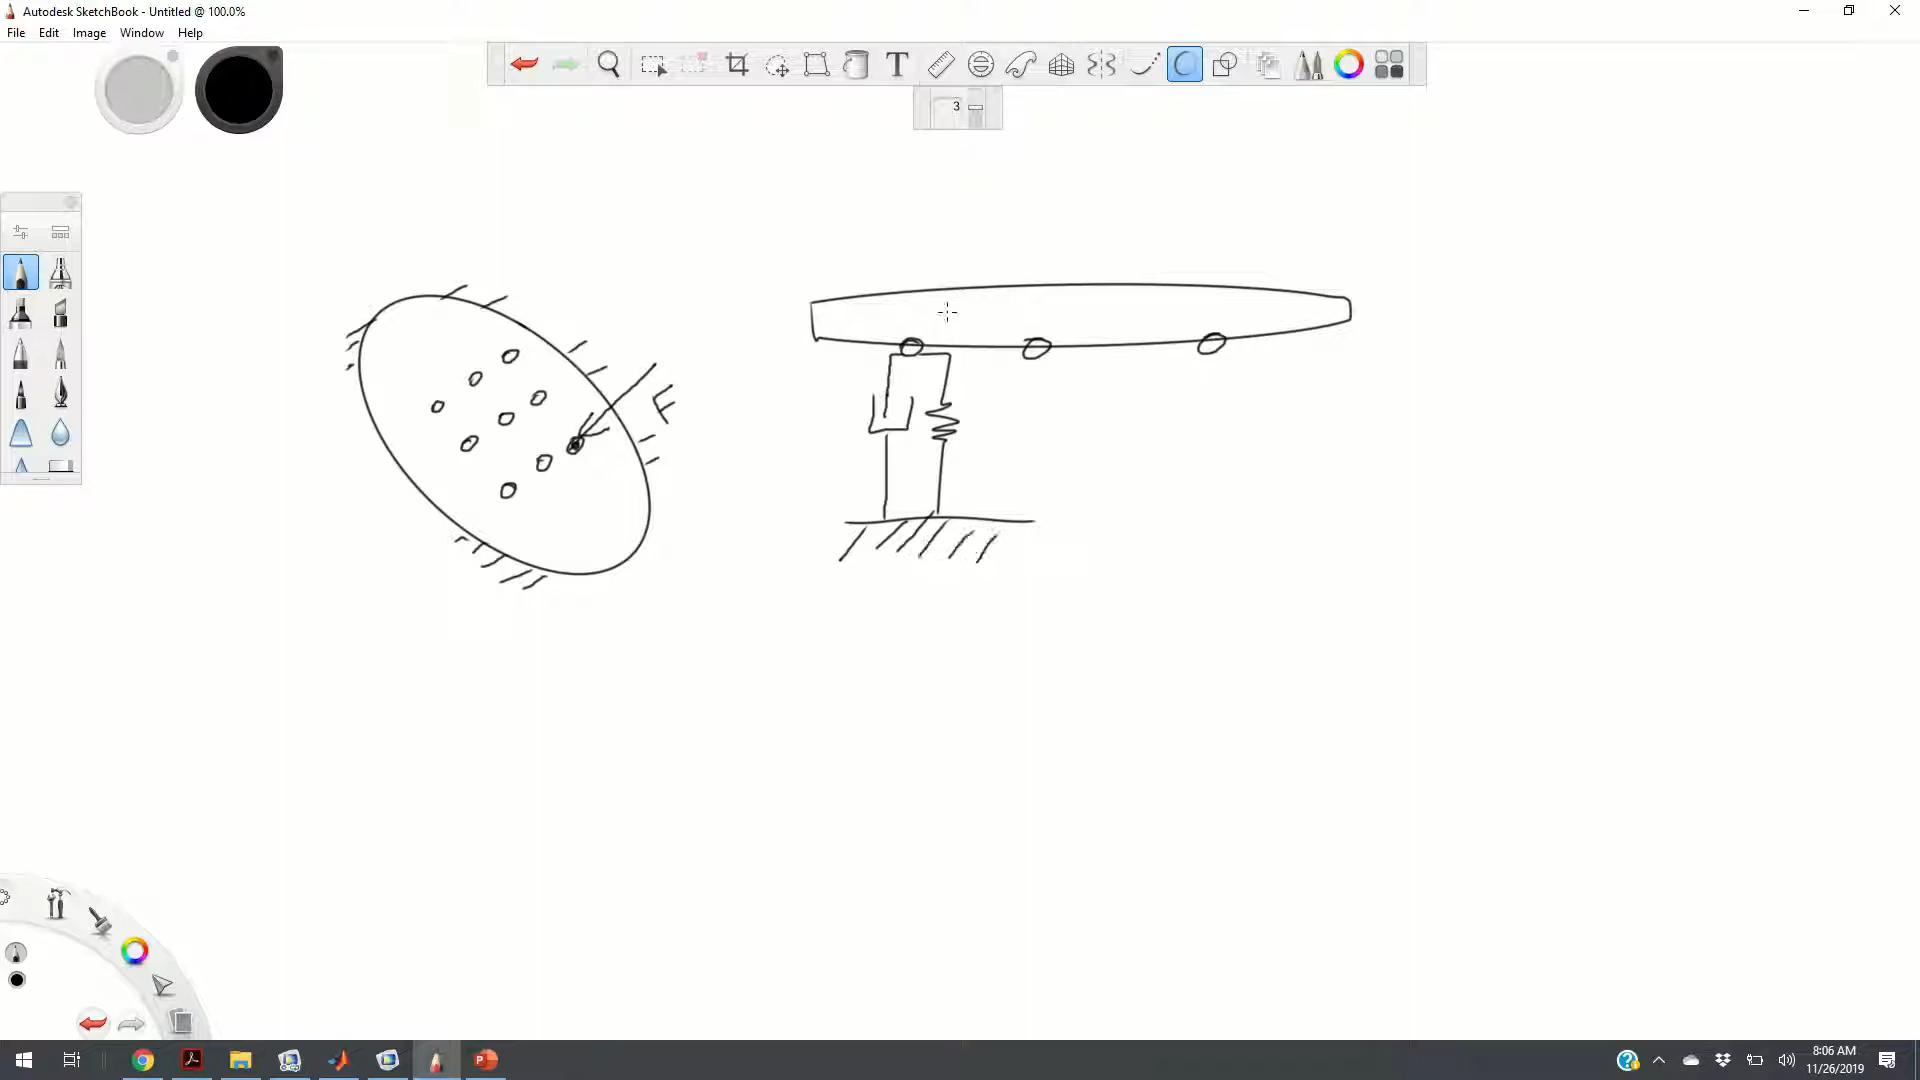 Autodesk SketchBook - Untitled @ 100.0%
File Edit Image Window Help
T
3
F
P
?
8:06 AM
11/26/2019